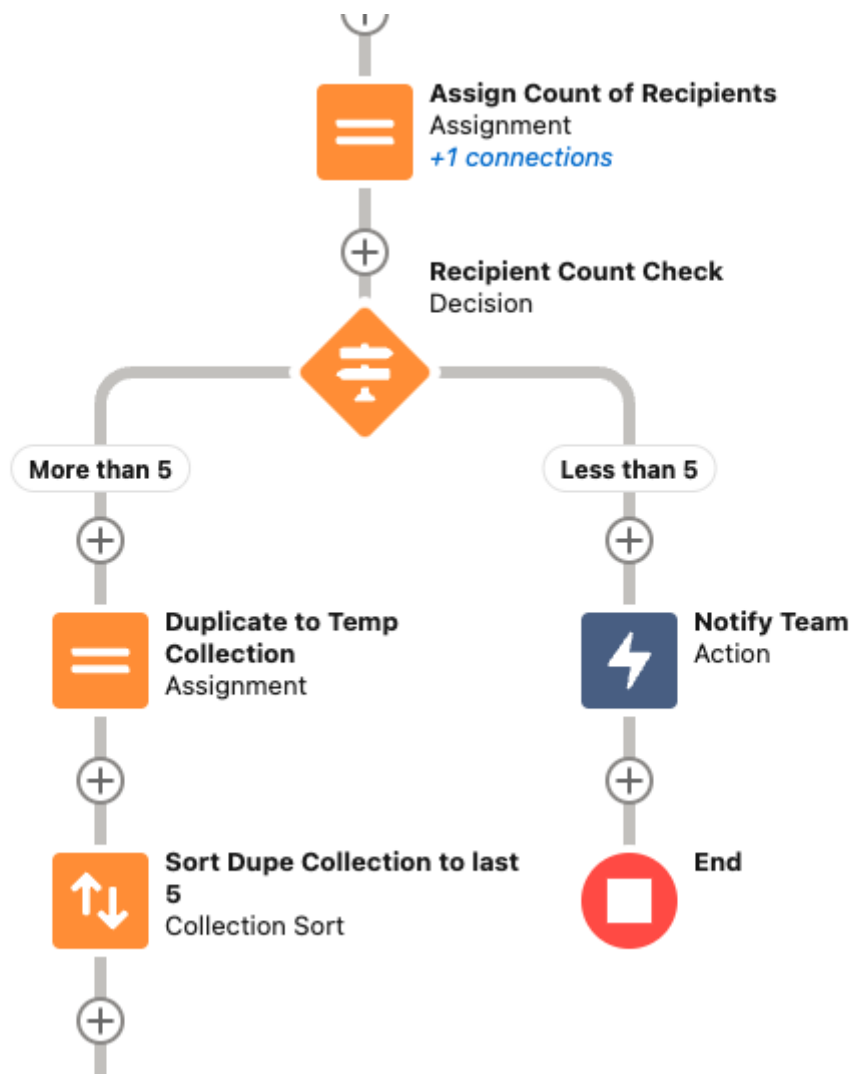 Assign Count of Recipients
Assignment
+1 connections
Recipient Count Check
Decision
More than 5
Less than 5
Duplicate to Temp
Collection
Assignment
Notify Team
Action
Sort Dupe Collection to last
5
Collection Sort
End